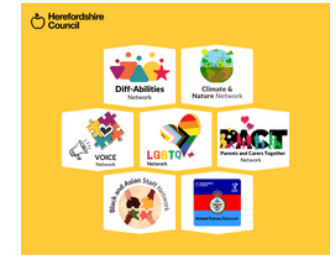 Herefordshire
Council
Diff-Abilities
Network
Climate &
Nature Network
VOICE
Network
LGBTQ+
Network
PACT
Parents and Carers Together
Network
Black and Asian Staff Network
Armed Forces Network